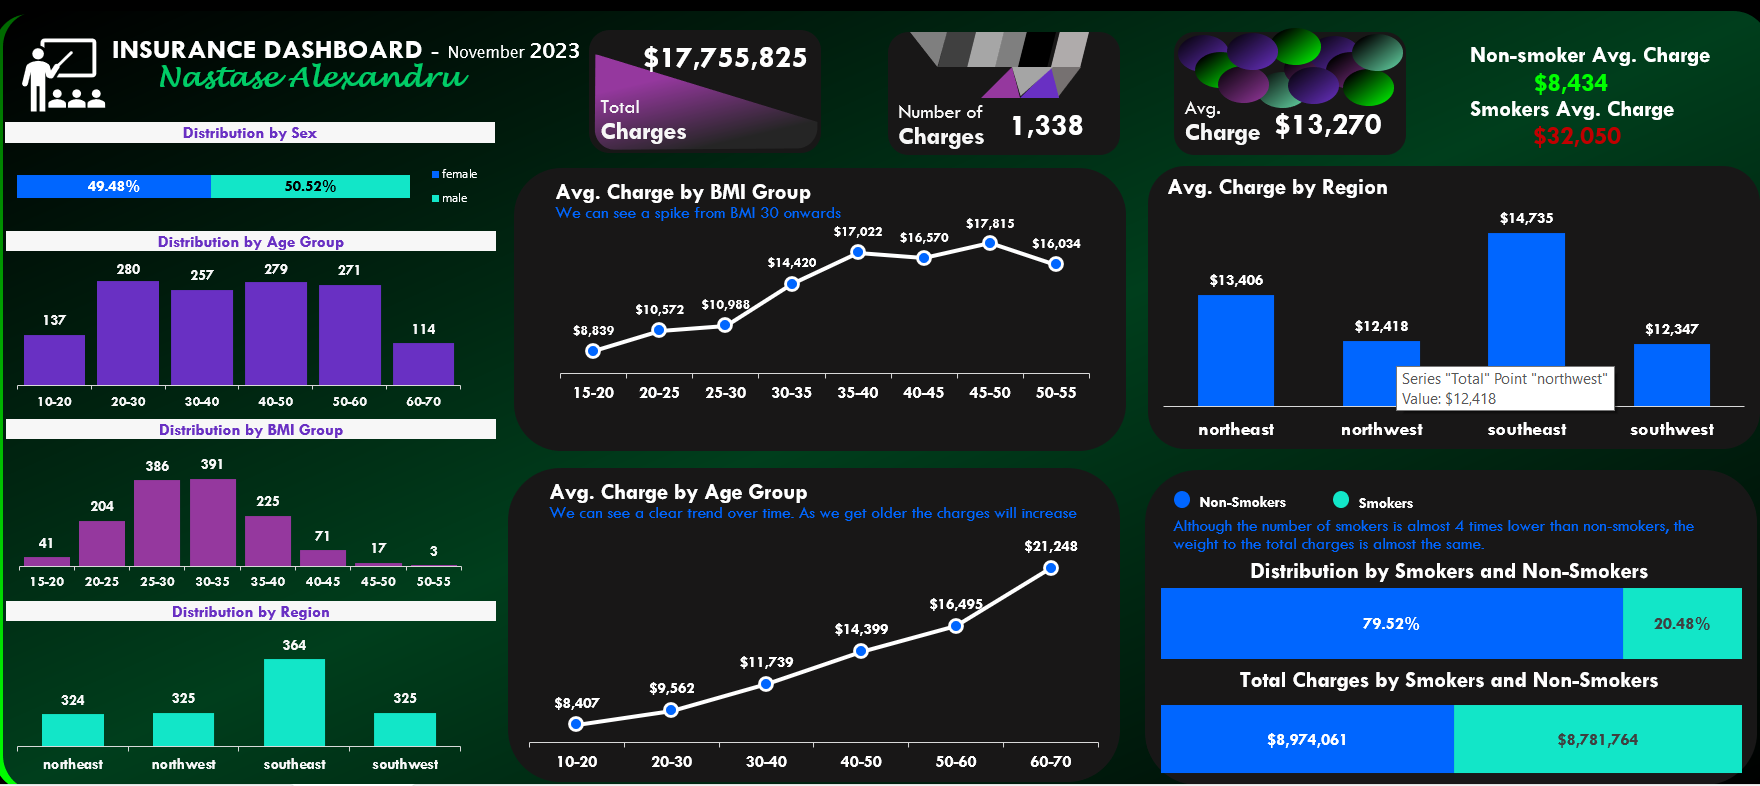 INSURANCE DASHBOARD - November 2023
Nastase Alexandru
$17,755,825
Total
Charges
Number of
Charges 1,338
Avg.
Charge $13,270
Non-smoker Avg. Charge
$8,434
Smokers Avg. Charge
$32,050
Distribution by Sex
49.48% 50.52%
female
male
Distribution by Age Group
137 280 257 279 271 114
10-20 20-30 30-40 40-50 50-60 60-70
Distribution by BMI Group
41 204 386 391 225 71 17 3
15-20 20-25 25-30 30-35 35-40 40-45 45-50 50-55
Distribution by Region
324 325 364 325
northeast northwest southeast southwest
Avg. Charge by BMI Group
We can see a spike from BMI 30 onwards
$8,839 $10,572 $10,988 $14,420 $17,022 $16,570 $17,815 $16,034
15-20 20-25 25-30 30-35 35-40 40-45 45-50 50-55
Avg. Charge by Age Group
We can see a clear trend over time. As we get older the charges will increase
$8,407 $9,562 $11,739 $14,399 $16,495 $21,248
10-20 20-30 30-40 40-50 50-60 60-70
Avg. Charge by Region
$13,406 $12,418 $14,735 $12,347
Series "Total" Point "northwest"
Value: $12,418
northeast northwest southeast southwest
Non-Smokers Smokers
Although the number of smokers is almost 4 times lower than non-smokers, the
weight to the total charges is almost the same.
Distribution by Smokers and Non-Smokers
79.52% 20.48%
Total Charges by Smokers and Non-Smokers
$8,974,061 $8,781,764